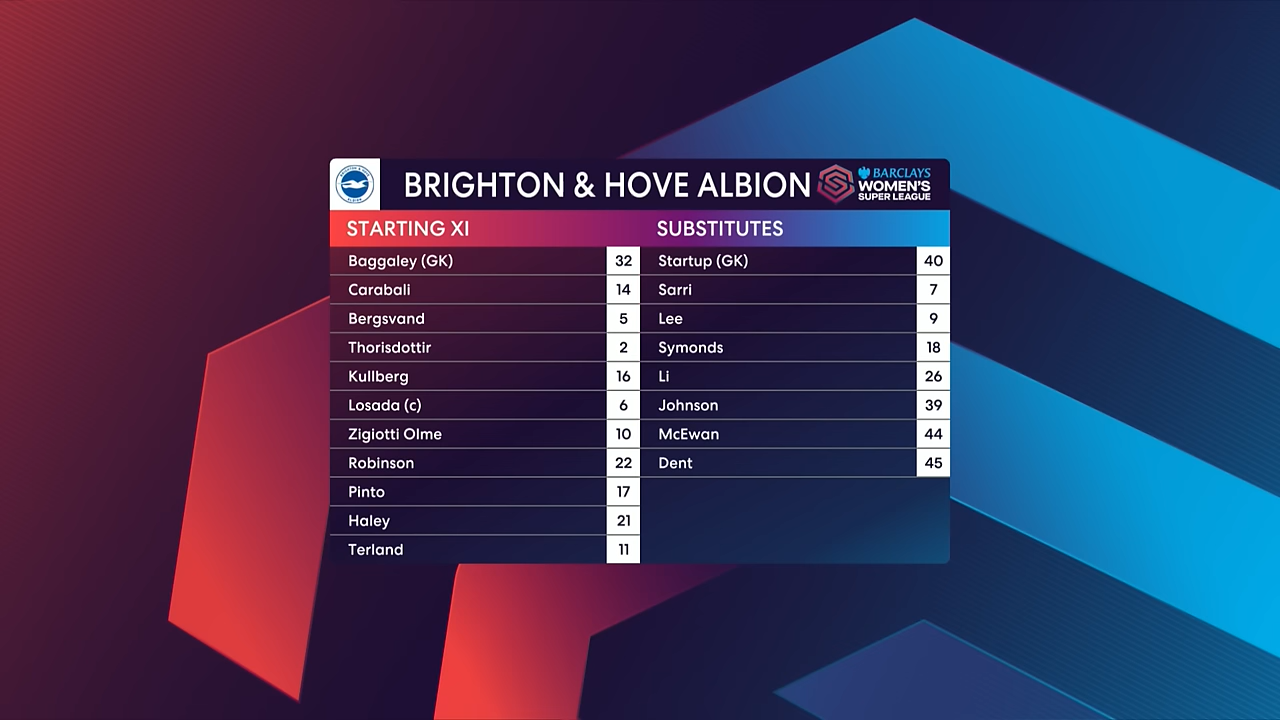 BRIGHTON & HOVE ALBION
BARCLAYS
WOMEN'S
SUPER LEAGUE
STARTING XI
Baggaley (GK) 32
Carabali 14
Bergsvand 5
Thorisdottir 2
Kullberg 16
Losada (c) 6
Zigiotti Olme 10
Robinson 22
Pinto 17
Haley 21
Terland 11
SUBSTITUTES
Startup (GK) 40
Sarri 7
Lee 9
Symonds 18
Li 26
Johnson 39
McEwan 44
Dent 45